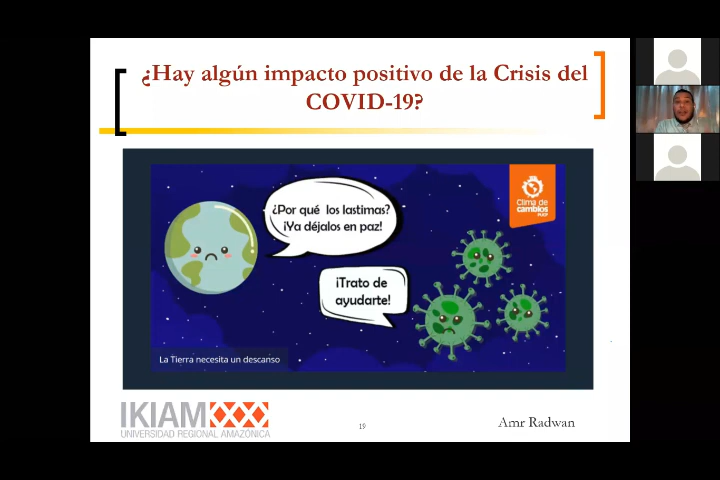 ¿Hay algún impacto positivo de la Crisis del
COVID-19?
Clima de
cambios
PUCP
¿Por qué los lastimas?
¡Ya déjalos en paz!
¡Trato de
ayudarte!
La Tierra necesita un descanso
IKIAM
UNIVERSIDAD REGIONAL AMAZÓNICA
19
Amr Radwan